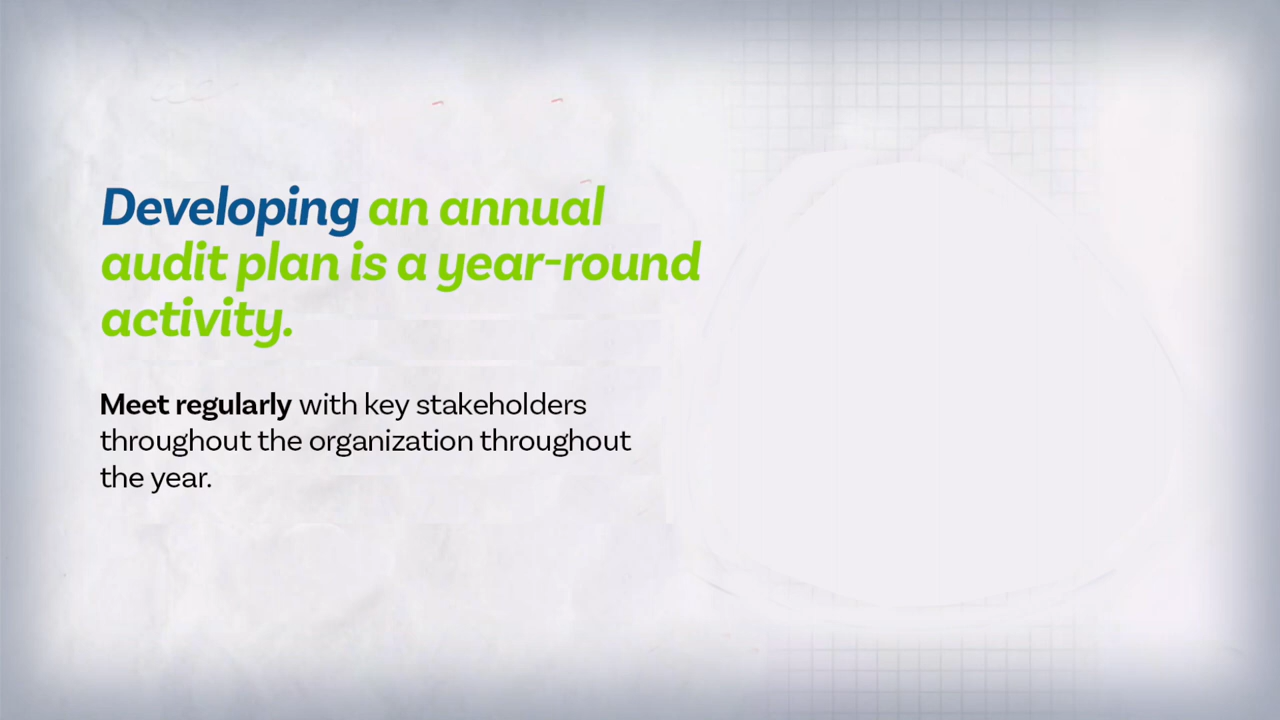 Developing an annual
audit plan is a year-round
activity.
Meet regularly with key stakeholders
throughout the organization throughout
the year.